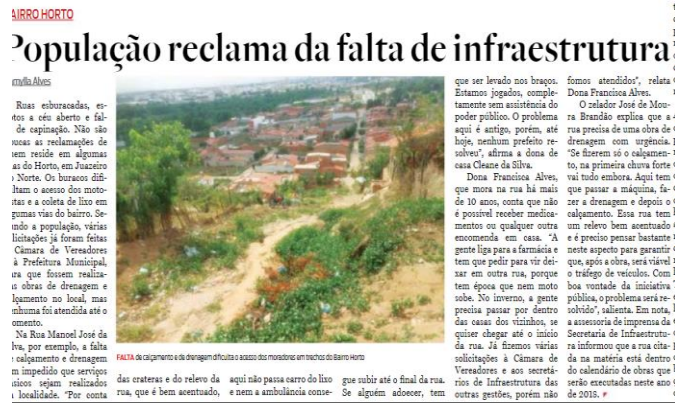 BAIRRO HORTO
População reclama da falta de infraestrutura
mylla Alves
Ruas esburacadas, es-
otos a céu aberto e fal-
de capinação. Não são
oucas as reclamações de
em reside em algumas
as do Horto, em Juazeiro
o Norte. Os buracos difi-
ultam o acesso dos moto-
stas e a coleta de lixo em
gumas vias do bairro. Se-
undo a população, várias
licitações já foram feitas
Câmara de Vereadores
à Prefeitura Municipal,
ara que fossem realiza-
s obras de drenagem e
lçamento no local, mas
nhuma foi atendida até o
omento.
Na Rua Manoel José da
lva, por exemplo, a falta
calçamento e drenagem
m impedido que serviços
sicos sejam realizados
localidade. "Por conta
FALTA de calçamento e de drenagem dificulta o acesso dos moradores em trechos do Bairro Horto
das crateras e do relevo da
rua, que é bem acentuado,
aqui não passa carro do lixo
e nem a ambulância conse-
gue subir até o final da rua.
Se alguém adoecer, tem
que ser levado nos braços.
Estamos jogados, comple-
tamente sem assistência do
poder público. O problema
aqui é antigo, porém, até
hoje, nenhum prefeito re-
solveu", afirma a dona de
casa Cleane da Silva.
Dona Francisca Alves,
que mora na rua há mais
de 10 anos, conta que não
é possível receber medica-
mentos ou qualquer outra
encomenda em casa. "A
gente liga para a farmácia e
tem que pedir para vir dei-
xar em outra rua, porque
tem época que nem moto
sobe. No inverno, a gente
precisa passar por dentro
das casas dos vizinhos, se
quiser chegar até o início
da rua. Já fizemos várias
solicitações à Câmara de
Vereadores e aos secretá-
rios de Infraestrutura das
outras gestões, porém não
fomos atendidos", relata
Dona Francisca Alves.
O zelador José de Mou-
ra Brandão explica que a
rua precisa de uma obra de
drenagem com urgência.
"Se fizerem só o calçamen-
to, na primeira chuva forte
vai tudo embora. Aqui tem
que passar a máquina, fa-
zer a drenagem e depois o
calçamento. Essa rua tem
um relevo bem acentuado
e é preciso pensar bastante
neste aspecto para garantir
que, após a obra, será viável
o tráfego de veículos. Com
boa vontade da iniciativa
pública, o problema será re-
solvido", salienta. Em nota,
a assessoria de imprensa da
Secretaria de Infraestrutu-
ra informou que a rua cita-
da na matéria está dentro
do calendário de obras que
serão executadas neste ano
de 2018.